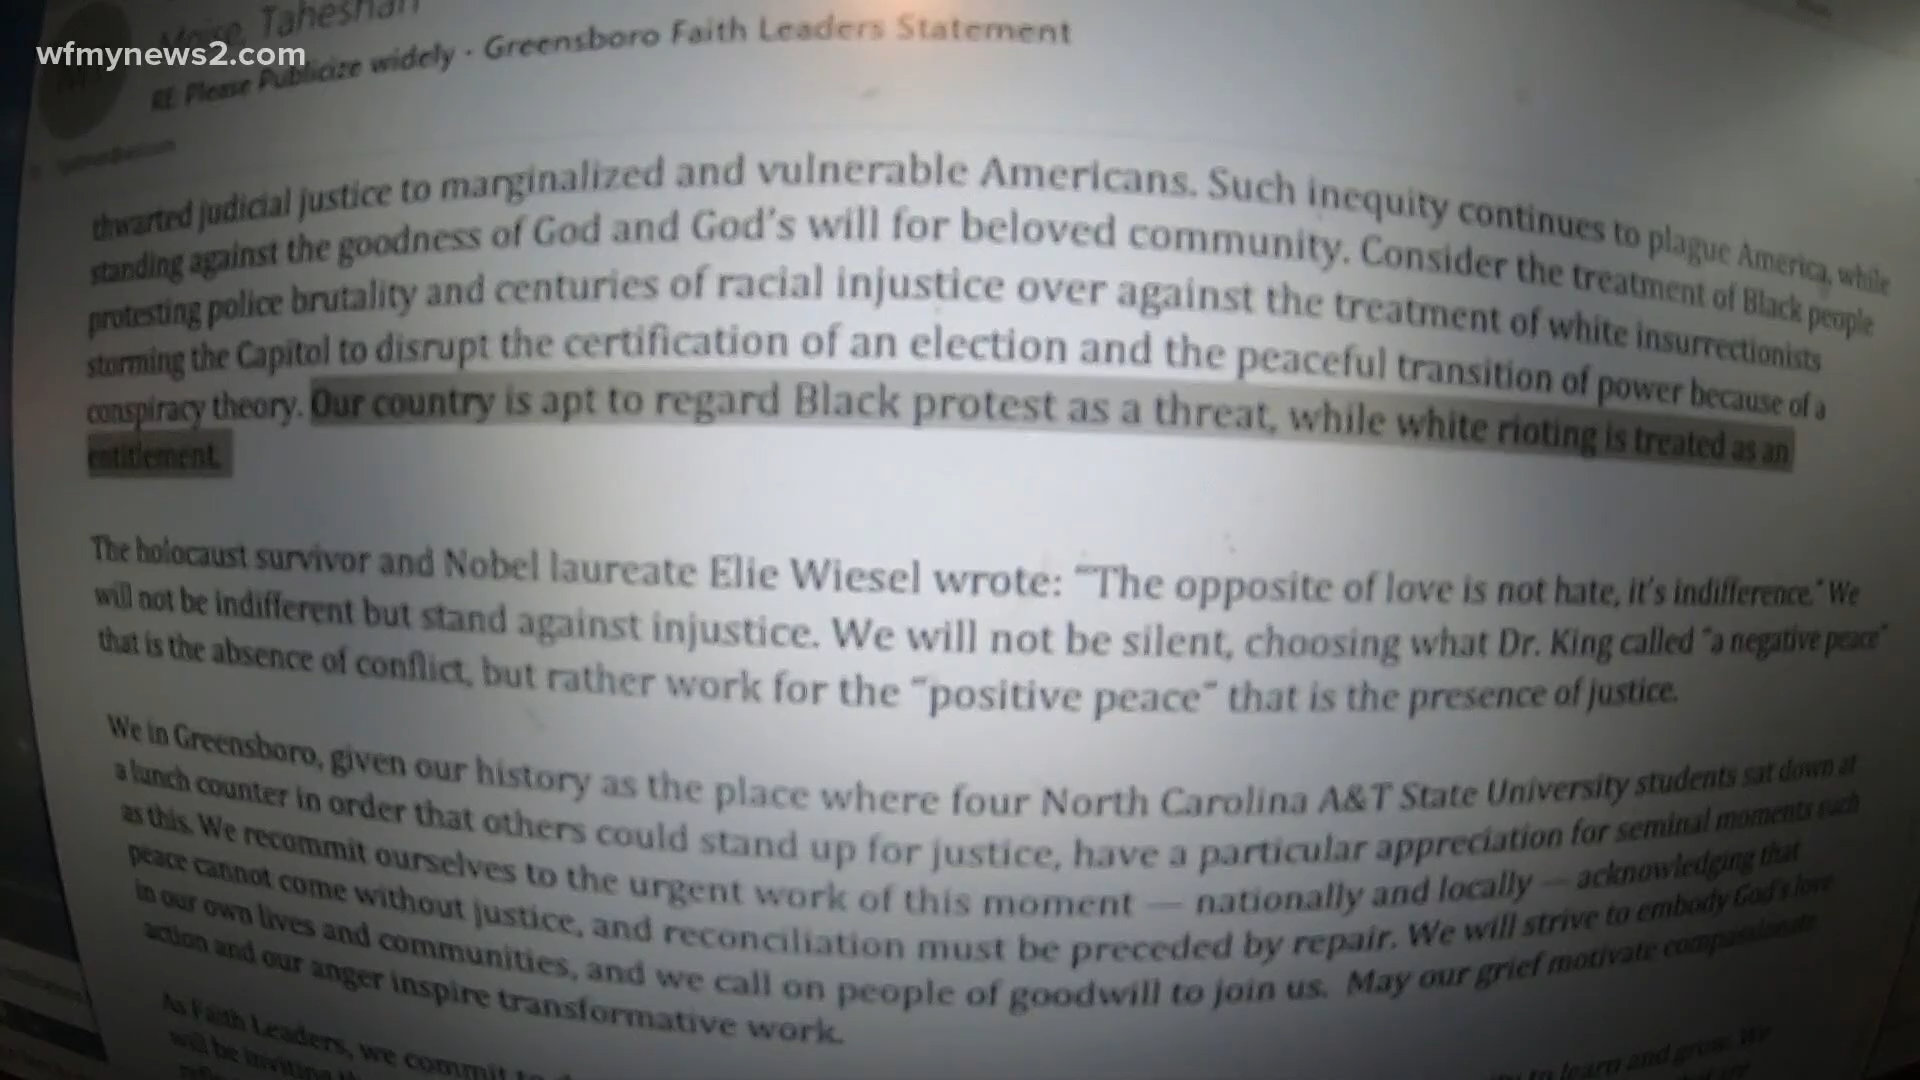 Moise, Taheshah
wfmynews2.com
RE: Please Publicize widely - Greensboro Faith Leaders Statement
thwarted judicial justice to marginalized and vulnerable Americans. Such inequity continues to plague America, while
standing against the goodness of God and God's will for beloved community. Consider the treatment of Black people
protesting police brutality and centuries of racial injustice over against the treatment of white insurrectionists
storming the Capitol to disrupt the certification of an election and the peaceful transition of power because of a
conspiracy theory. Our country is apt to regard Black protest as a threat, while white rioting is treated as an
entitlement.
The holocaust survivor and Nobel laureate Elie Wiesel wrote: "The opposite of love is not hate, it's indifference." We
will not be indifferent but stand against injustice. We will not be silent, choosing what Dr. King called "a negative peace"
that is the absence of conflict, but rather work for the "positive peace" that is the presence of justice.
We in Greensboro, given our history as the place where four North Carolina A&T State University students sat down at
a lunch counter in order that others could stand up for justice, have a particular appreciation for seminal moments such
as this. We recommit ourselves to the urgent work of this moment — nationally and locally — acknowledging that
peace cannot come without justice, and reconciliation must be preceded by repair. We will strive to embody God's love
in our own lives and communities, and we call on people of goodwill to join us. May our grief motivate compassionate
action and our anger inspire transformative work.
As Faith Leaders, we commit to to learn and grow. We
will be inviting